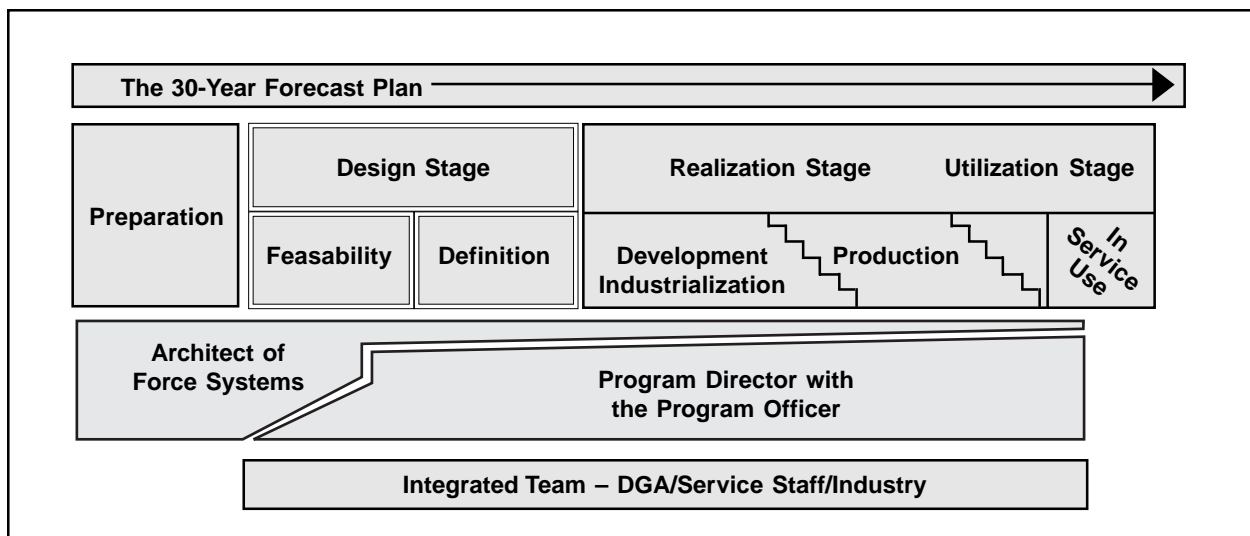 The 30-Year Forecast Plan
Preparation
Design Stage
Feasability
Definition
Realization Stage
Utilization Stage
Development
Industrialization
Production
In
Service
Use
Architect of
Force Systems
Program Director with
the Program Officer
Integrated Team – DGA/Service Staff/Industry